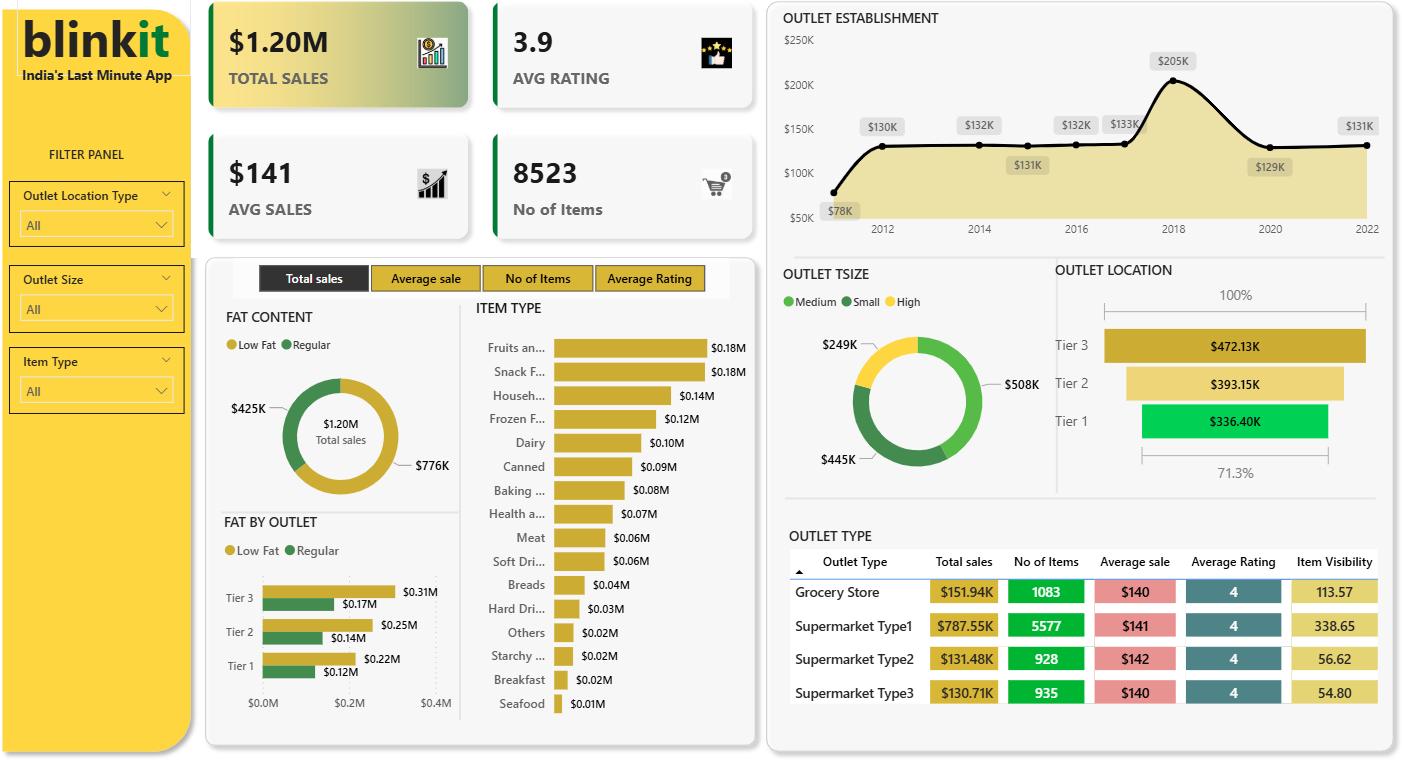 blinkit
India's Last Minute App
FILTER PANEL
Outlet Location Type
All
Outlet Size
All
Item Type
All
$1.20M
TOTAL SALES
3.9
AVG RATING
$141
AVG SALES
8523
No of Items
Total sales
Average sale
No of Items
Average Rating
FAT CONTENT
Low Fat Regular
$425K
$1.20M
Total sales
$776K
FAT BY OUTLET
Low Fat Regular
Tier 3 $0.31M
$0.17M
Tier 2 $0.25M
$0.14M
Tier 1 $0.22M
$0.12M
$0.0M $0.2M $0.4M
ITEM TYPE
Fruits an... $0.18M
Snack F... $0.18M
Househ... $0.14M
Frozen F... $0.12M
Dairy $0.10M
Canned $0.09M
Baking ... $0.08M
Health a... $0.07M
Meat $0.06M
Soft Dri... $0.06M
Breads $0.04M
Hard Dri... $0.03M
Others $0.02M
Starchy ... $0.02M
Breakfast $0.02M
Seafood $0.01M
OUTLET ESTABLISHMENT
$250K
$200K
$150K
$100K
$50K
$78K
$130K
$132K
$131K
$132K
$133K
$205K
$129K
$131K
2012 2014 2016 2018 2020 2022
OUTLET TSIZE
Medium Small High
$249K
$508K
$445K
OUTLET LOCATION
100%
Tier 3 $472.13K
Tier 2 $393.15K
Tier 1 $336.40K
71.3%
OUTLET TYPE
Outlet Type Total sales No of Items Average sale Average Rating Item Visibility
Grocery Store $151.94K 1083 $140 4 113.57
Supermarket Type1 $787.55K 5577 $141 4 338.65
Supermarket Type2 $131.48K 928 $142 4 56.62
Supermarket Type3 $130.71K 935 $140 4 54.80